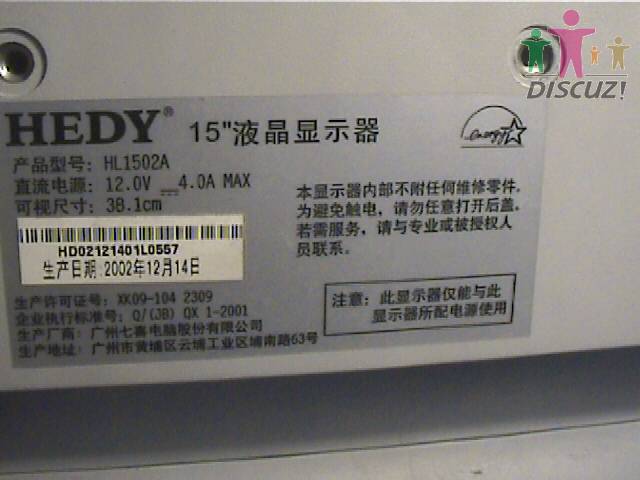 DISCUZ!
HEDY® 15"液晶显示器
energy
产品型号: HL1502A
直流电源: 12.0V 4.0A MAX
可视尺寸: 38.1cm
HD02121401L0557
生产日期:2002年12月14日
生产许可证号: XK09-104 2309
企业执行标准号: Q/(JB) QX 1-2001
生产厂商: 广州七喜电脑股份有限公司
地址: 广州市黄埔区云埔工业区埔南路63号
本显示器内部不附任何维修零件。
为避免触电，请勿任意打开后盖。
若需服务，请与专业或被授权人
员联系。
注意: 此显示器仅能与此
显示器所配电源使用